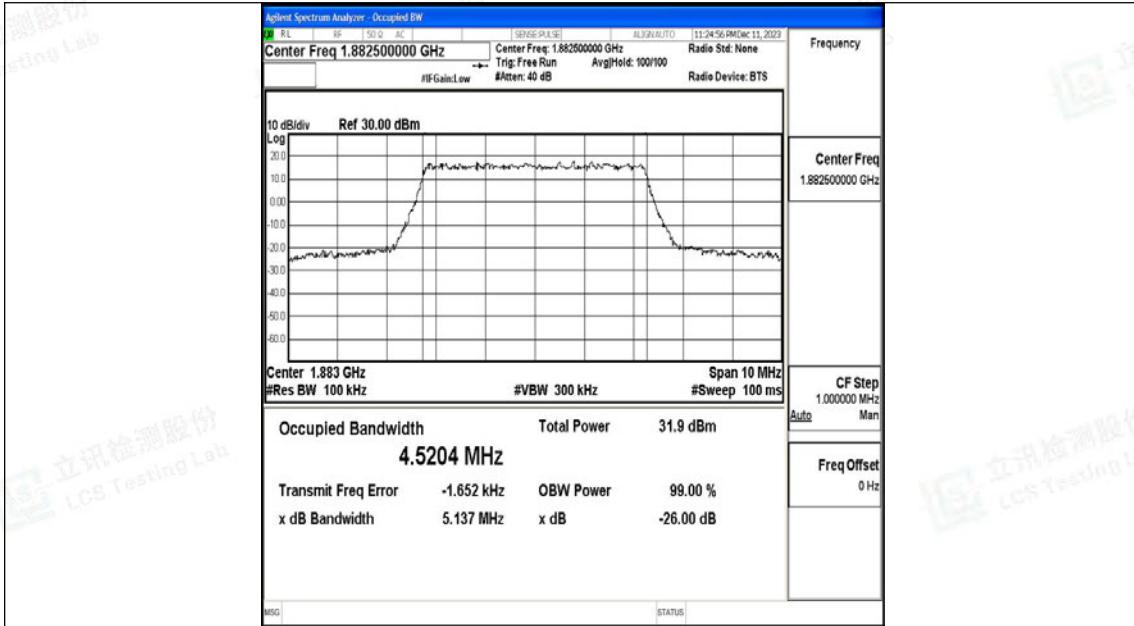 Agilent Spectrum Analyzer - Occupied BW
RL RF 50 Ω AC SENSE:PULSE ALIGN AUTO 11:24:56 PM Dec 11, 2023
Center Freq 1.882500000 GHz
Center Freq: 1.882500000 GHz
Radio Std: None
Trig: Free Run Avg|Hold: 100/100
#IFGain:Low
#Atten: 40 dB
Radio Device: BTS
Frequency
10 dB/div Ref 30.00 dBm
Log
20.0
10.0
0.00
-10.0
-20.0
-30.0
-40.0
-50.0
-60.0
Center 1.883 GHz
Span 10 MHz
#Res BW 100 kHz
#VBW 300 kHz
#Sweep 100 ms
Center Freq
1.882500000 GHz
CF Step
1.000000 MHz
Auto Man
Freq Offset
0 Hz
Occupied Bandwidth
4.5204 MHz
Total Power 31.9 dBm
Transmit Freq Error -1.652 kHz
OBW Power 99.00 %
x dB Bandwidth 5.137 MHz
x dB -26.00 dB
MSG
STATUS
立讯检测股份
LCS Testing Lab
立讯检测股份
LCS Testing Lab